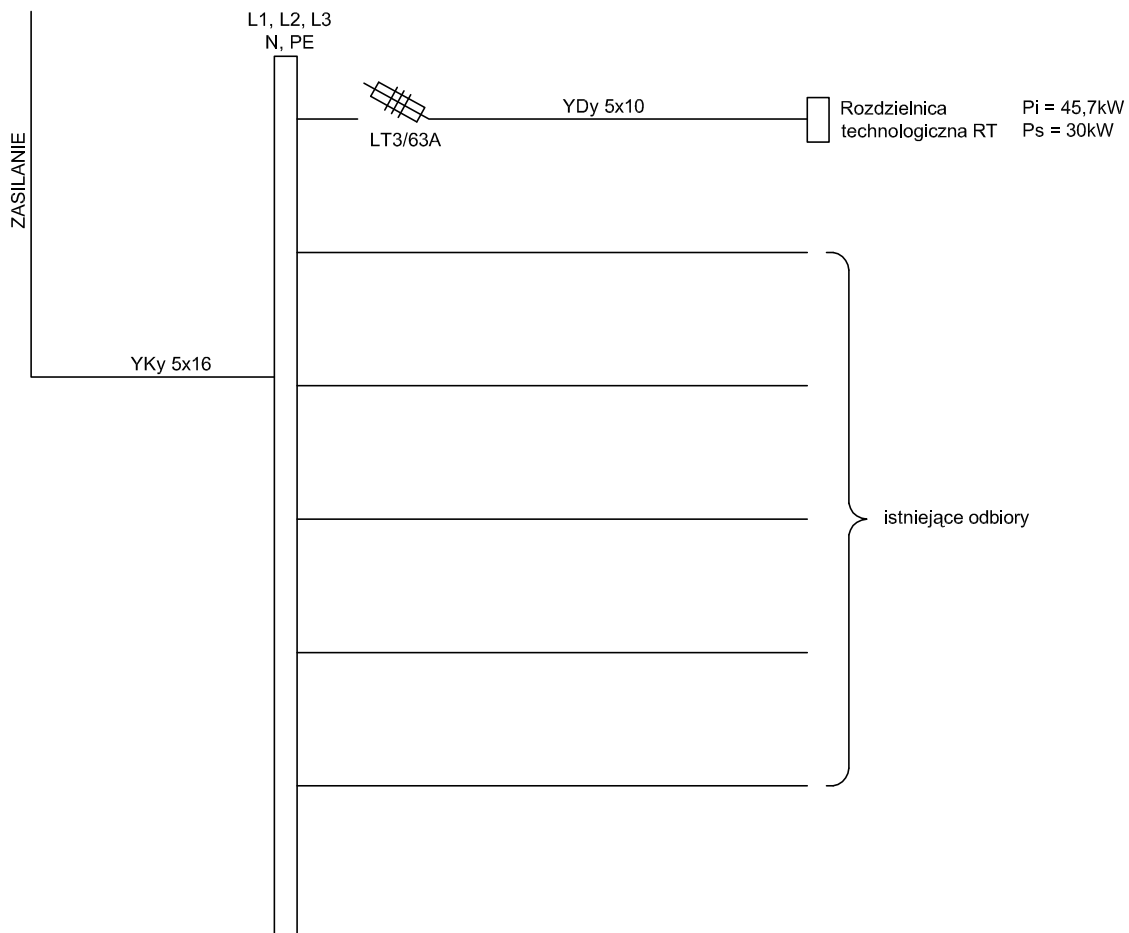 L1, L2, L3
N, PE
YDy 5x10
LT3/63A
Rozdzielnica
technologiczna RT
Pi = 45,7kW
Ps = 30kW
ZASILANIE
YKy 5x16
istniejące odbiory